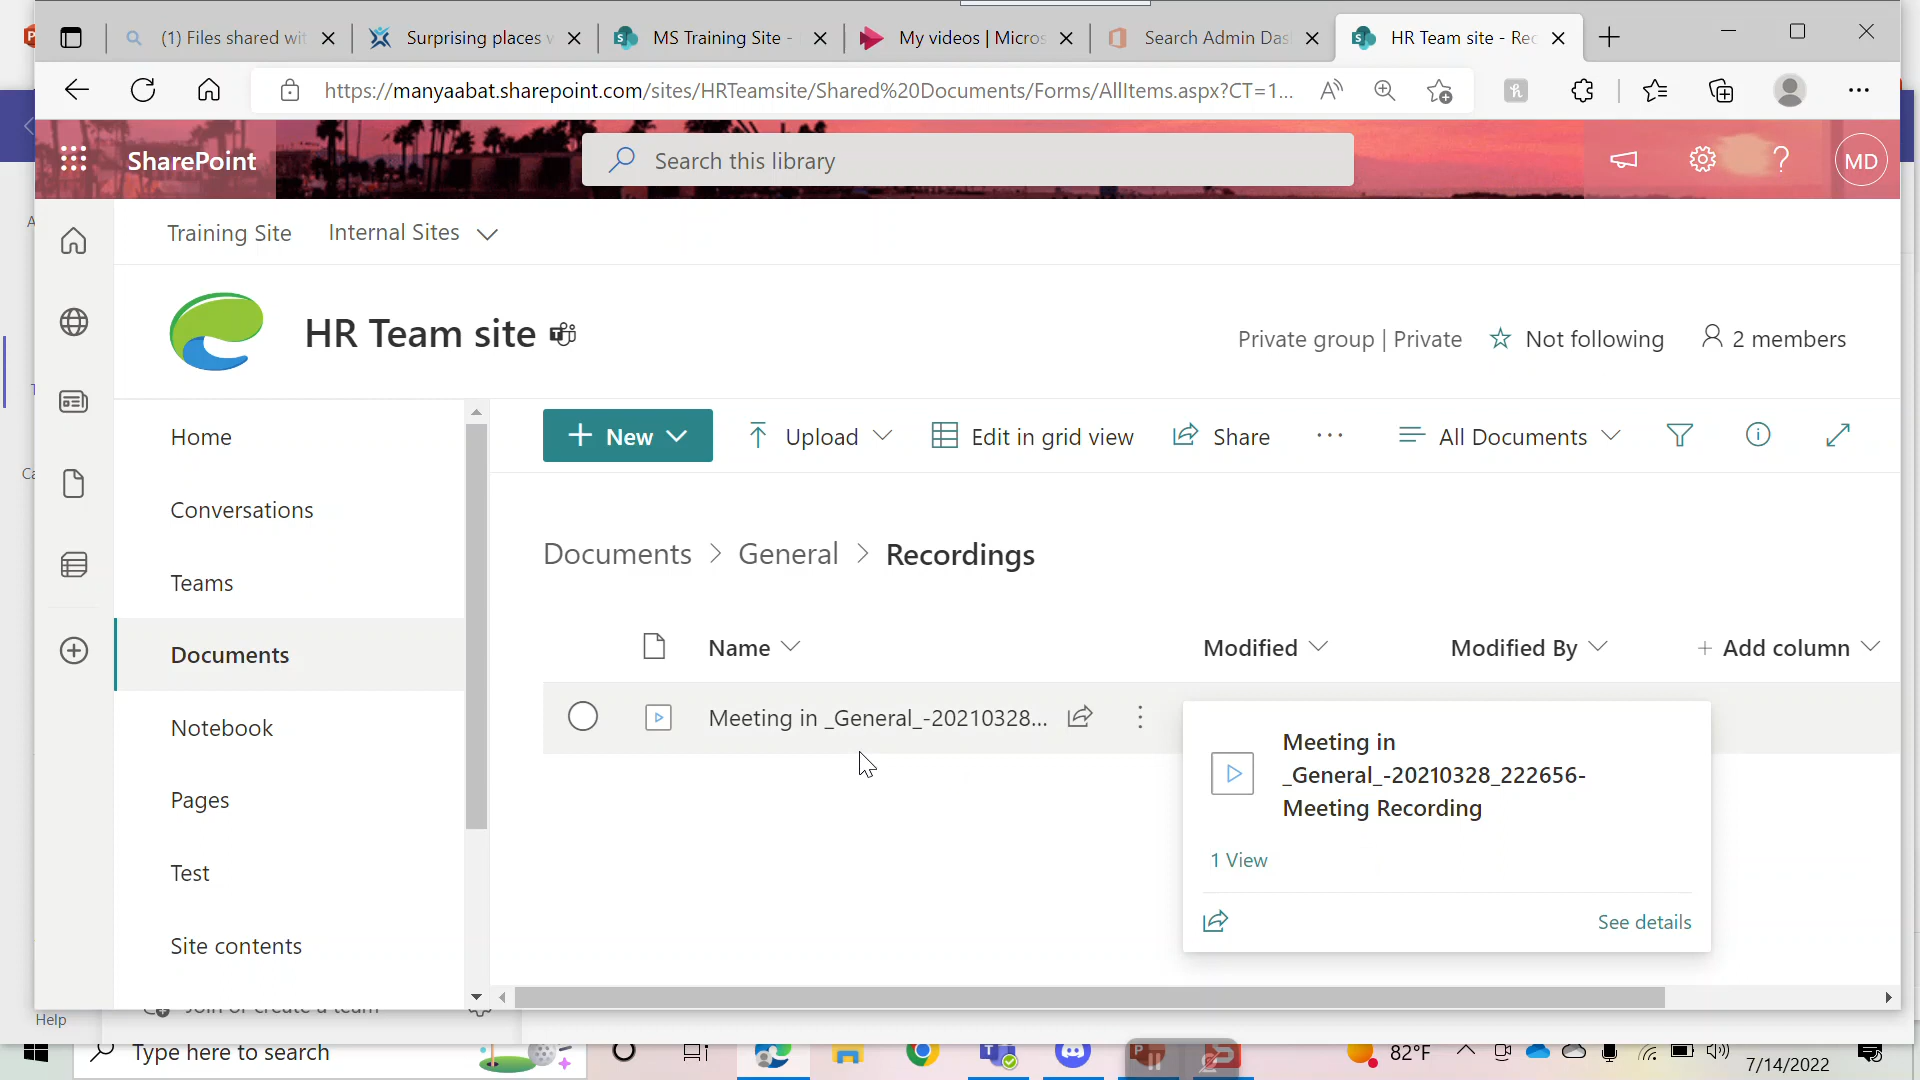 (1) Files shared wit
Surprising places v
MS Training Site -
My videos | Micros
Search Admin Das
HR Team site - Rec
https://manyaabat.sharepoint.com/sites/HRTeamsite/Shared%20Documents/Forms/AllItems.aspx?CT=1...
SharePoint
Search this library
MD
Training Site
Internal Sites
HR Team site
Private group | Private
Not following
2 members
Home
Conversations
Teams
Documents
Notebook
Pages
Test
Site contents
New
Upload
Edit in grid view
Share
All Documents
Documents > General > Recordings
Name
Modified
Modified By
+ Add column
Meeting in _General_-20210328...
Meeting in
_General_-20210328_222656-
Meeting Recording
1 View
See details
Join or create a team
Help
Type here to search
82°F
7/14/2022